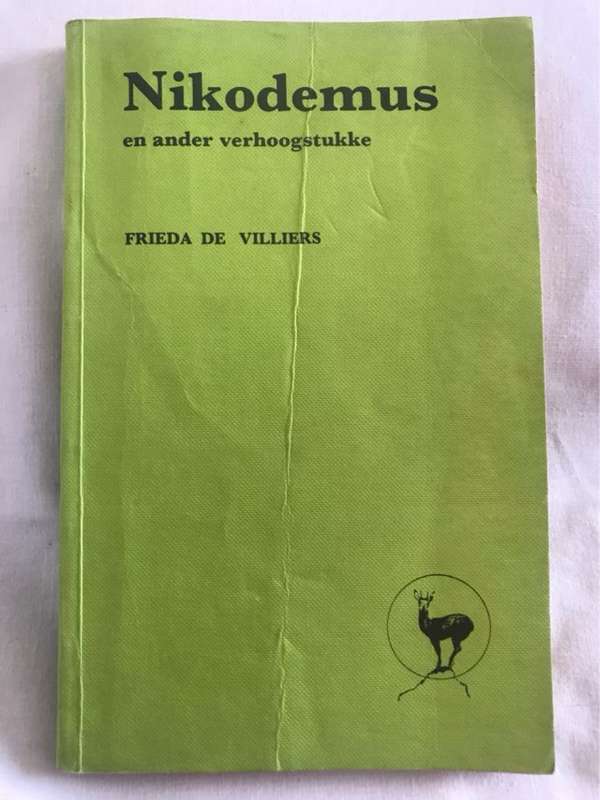 Nikodemus
en ander verhoogstukke
FRIEDA DE VILLIERS